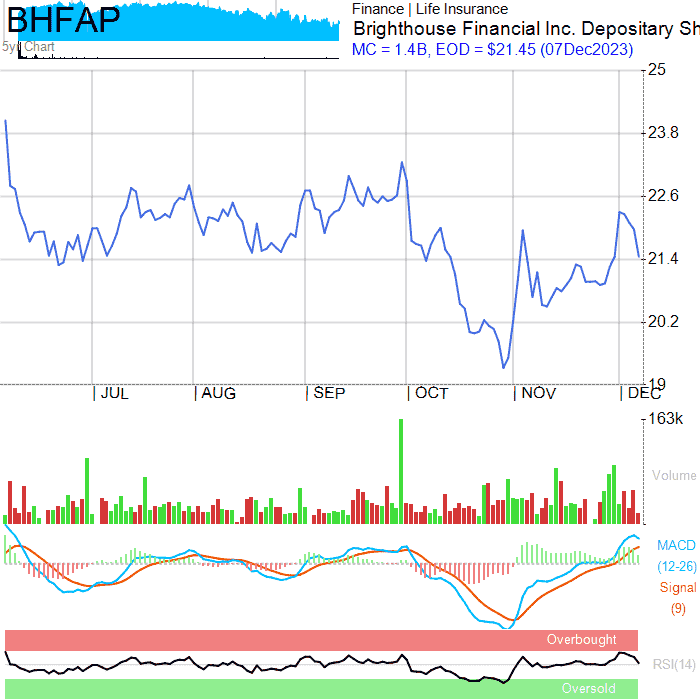 BHFAP
5yr Chart
Finance | Life Insurance
Brighthouse Financial Inc. Depositary Sh
MC = 1.4B, EOD = $21.45 (07Dec2023)
25
23.8
22.6
21.4
20.2
19
JUL AUG SEP OCT NOV DEC
163k
Volume
MACD
(12-26)
Signal
(9)
Overbought
RSI(14)
Oversold